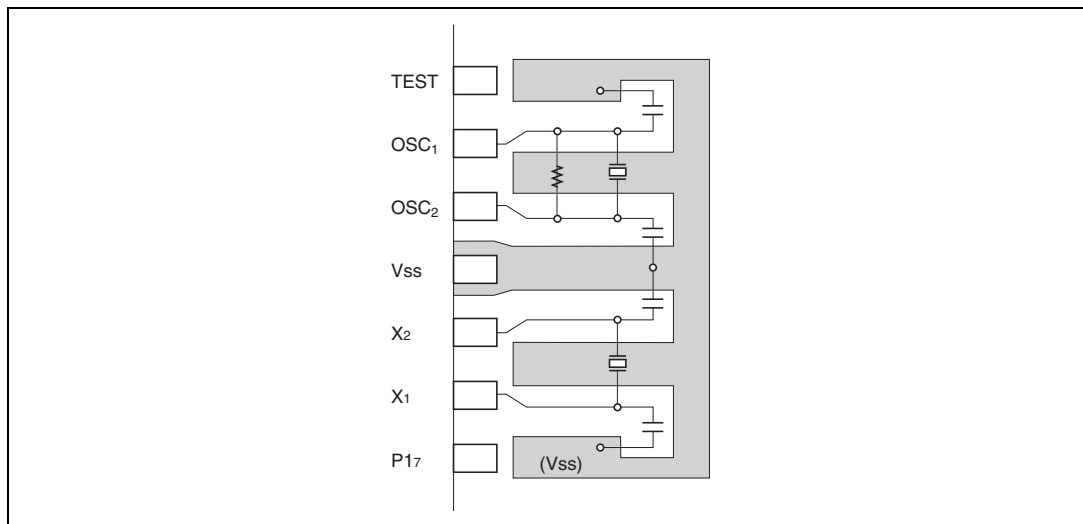 TEST
OSC1
OSC2
Vss
X2
X1
P17
(Vss)